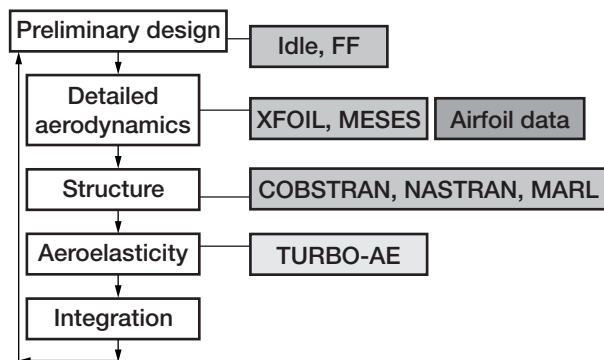 Preliminary design
Idle, FF
Detailed
aerodynamics
XFOIL, MESES
Airfoil data
Structure
COBSTRAN, NASTRAN, MARL
Aeroelasticity
TURBO-AE
Integration